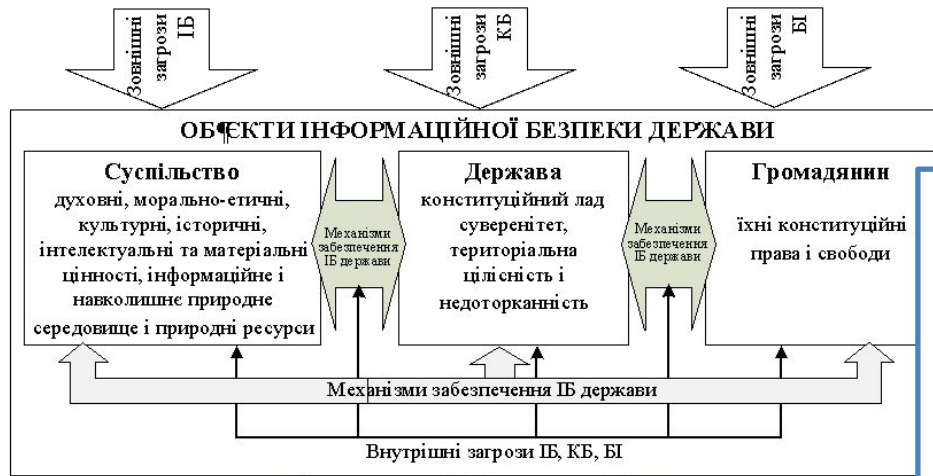 Зовнішні
загрози
ІБ
Зовнішні
загрози
КБ
Зовнішні
загрози
БІ
ОБ¶ЄКТИ ІНФОРМАЦІЙНОЇ БЕЗПЕКИ ДЕРЖАВИ
Суспільство
духовні, морально-етичні,
культурні, історичні,
інтелектуальні та матеріальні
цінності, інформаційне і
навколишнє природне
середовище і природні ресурси
Механізми
забезпечення
ІБ держави
Держава
конституційний лад
суверенітет,
територіальна
цілісність і
недоторканність
Механізми
забезпечення
ІБ держави
Громадянин
їхні конституційні
права і свободи
Механізми забезпечення ІБ держави
Внутрішні загрози ІБ, КБ, БІ